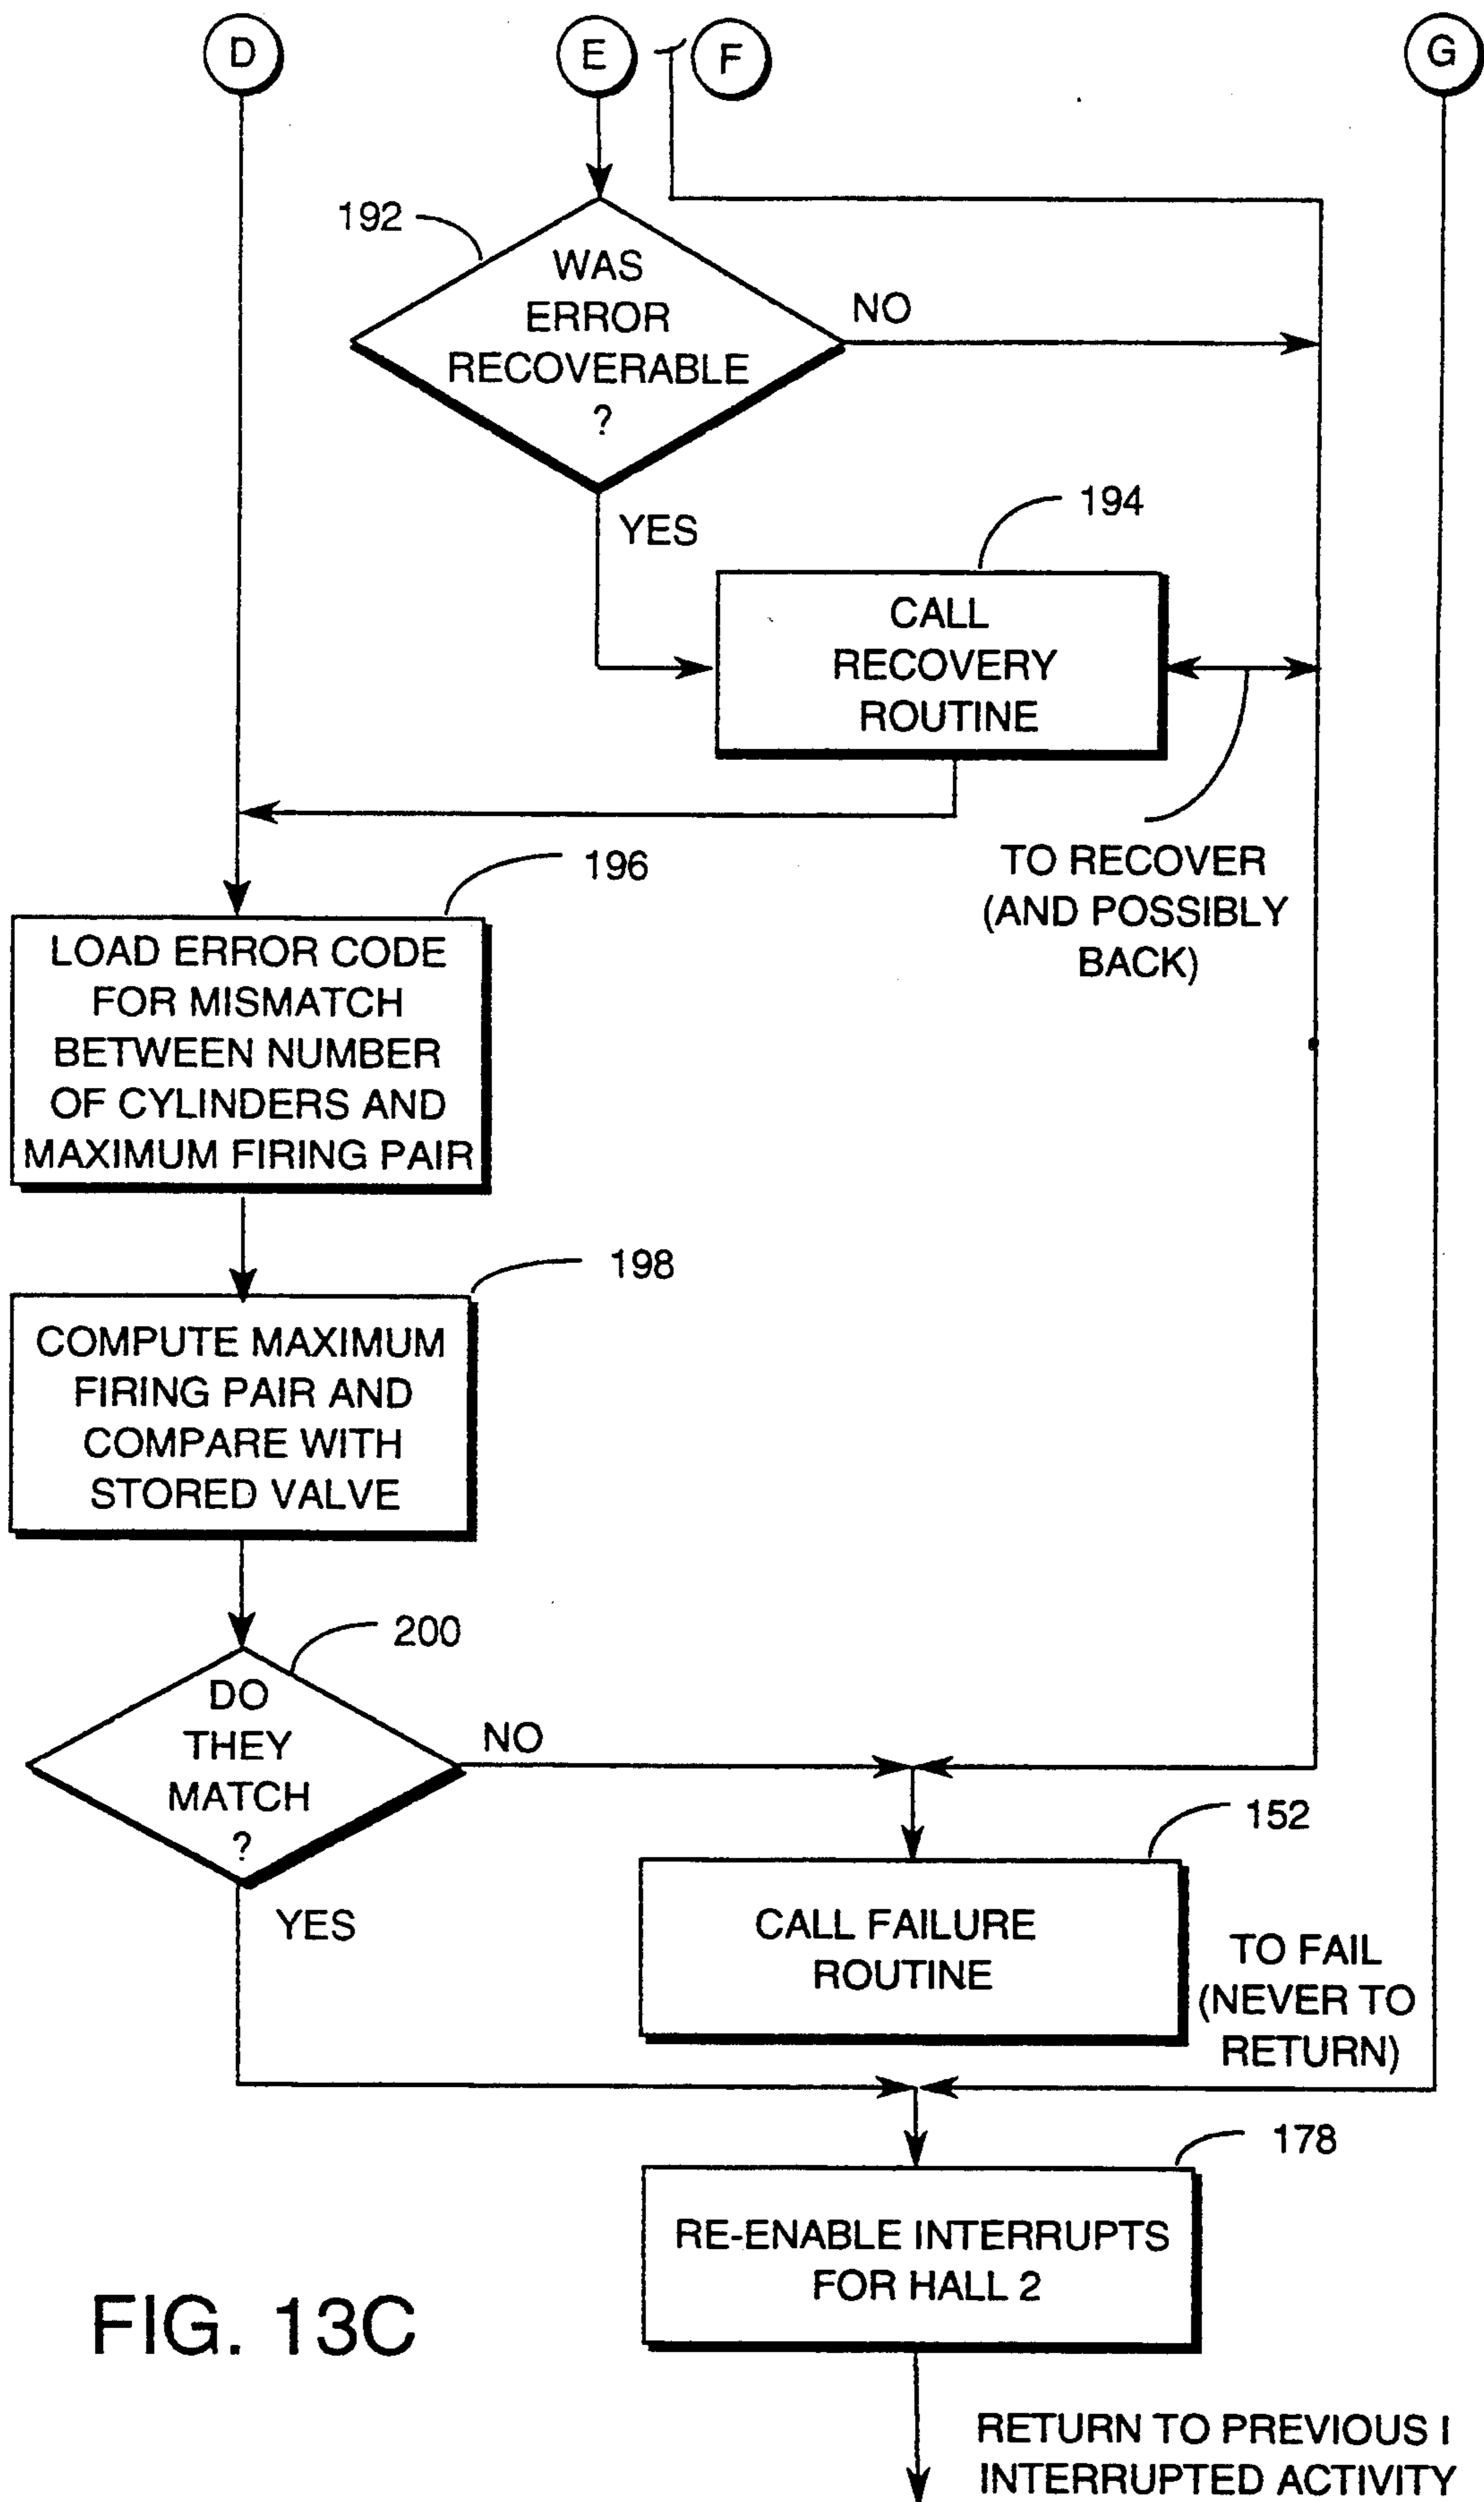 D
E
F
G
192
WAS
ERROR
RECOVERABLE
?
NO
YES
194
CALL
RECOVERY
ROUTINE
TO RECOVER
(AND POSSIBLY
BACK)
196
LOAD ERROR CODE
FOR MISMATCH
BETWEEN NUMBER
OF CYLINDERS AND
MAXIMUM FIRING PAIR
198
COMPUTE MAXIMUM
FIRING PAIR AND
COMPARE WITH
STORED VALVE
200
DO
THEY
MATCH
?
NO
YES
152
CALL FAILURE
ROUTINE
TO FAIL
(NEVER TO
RETURN)
178
RE-ENABLE INTERRUPTS
FOR HALL 2
FIG. 13C
RETURN TO PREVIOUS I
INTERRUPTED ACTIVITY